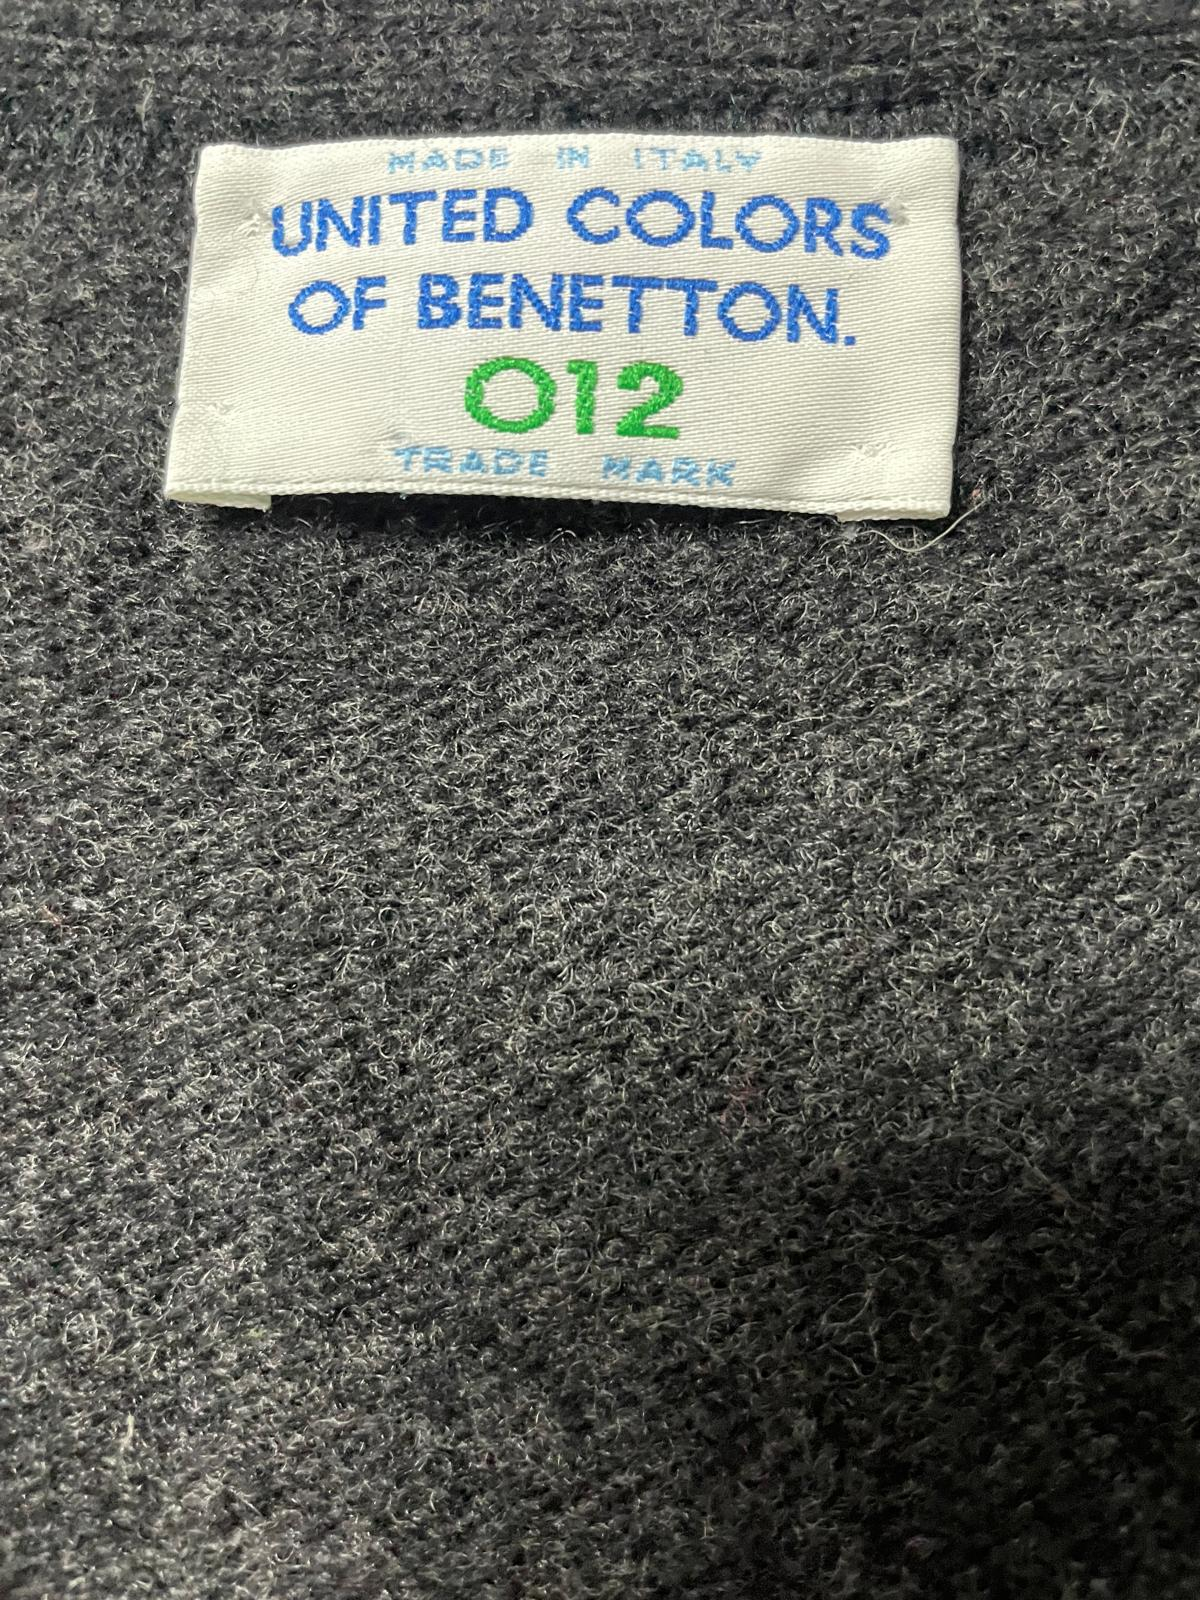 MADE IN ITALY
UNITED COLORS
OF BENETTON.
012
TRADE MARK